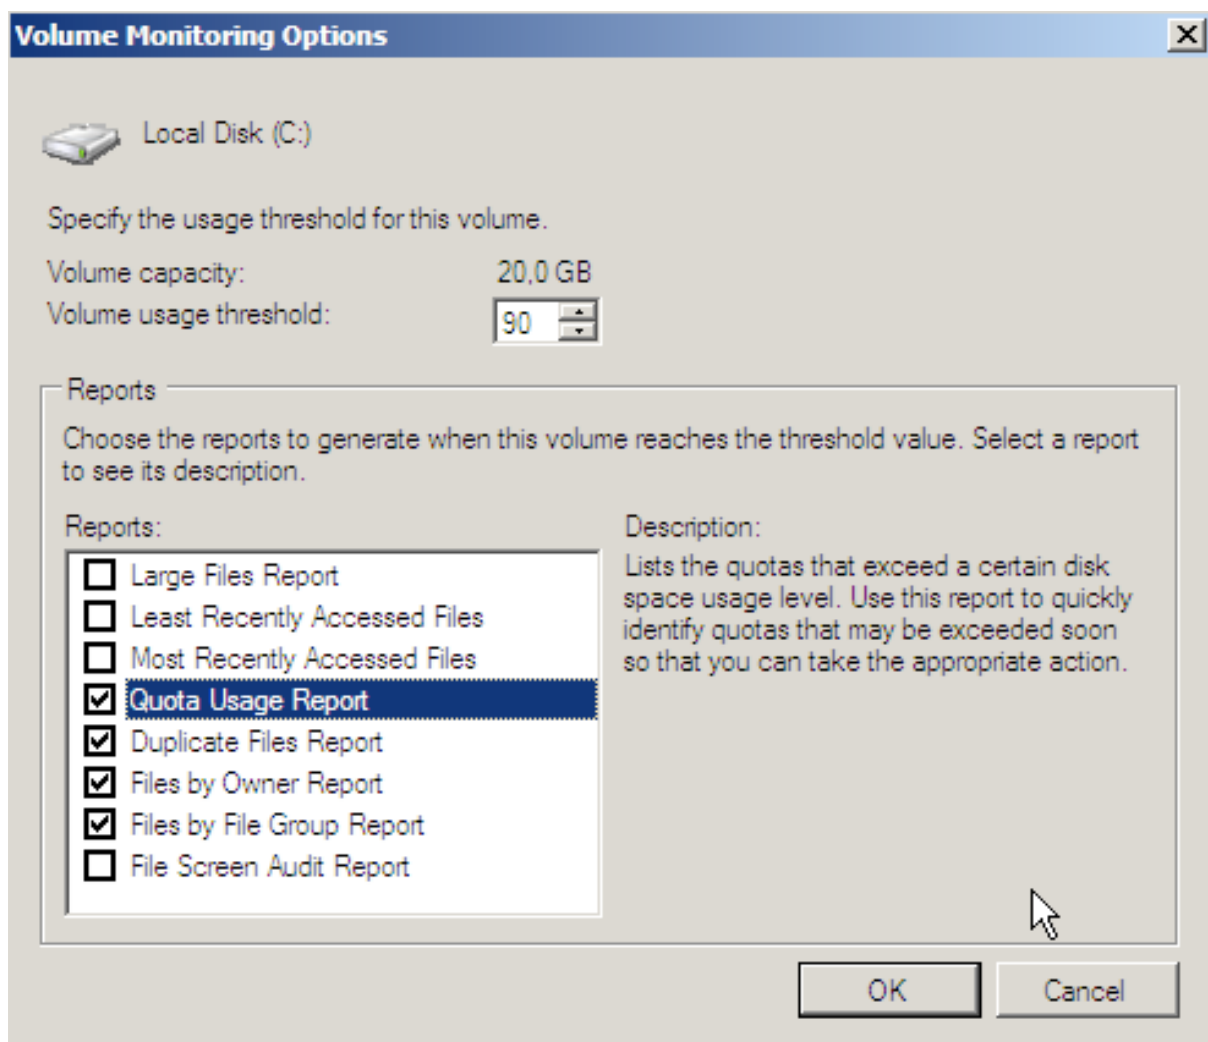 Volume Monitoring Options
Local Disk (C:)
Specify the usage threshold for this volume.
Volume capacity: 20,0 GB
Volume usage threshold: 90
Reports
Choose the reports to generate when this volume reaches the threshold value. Select a report
to see its description.
Reports:
Large Files Report
Least Recently Accessed Files
Most Recently Accessed Files
Quota Usage Report
Duplicate Files Report
Files by Owner Report
Files by File Group Report
File Screen Audit Report
Description:
Lists the quotas that exceed a certain disk
space usage level. Use this report to quickly
identify quotas that may be exceeded soon
so that you can take the appropriate action.
OK
Cancel